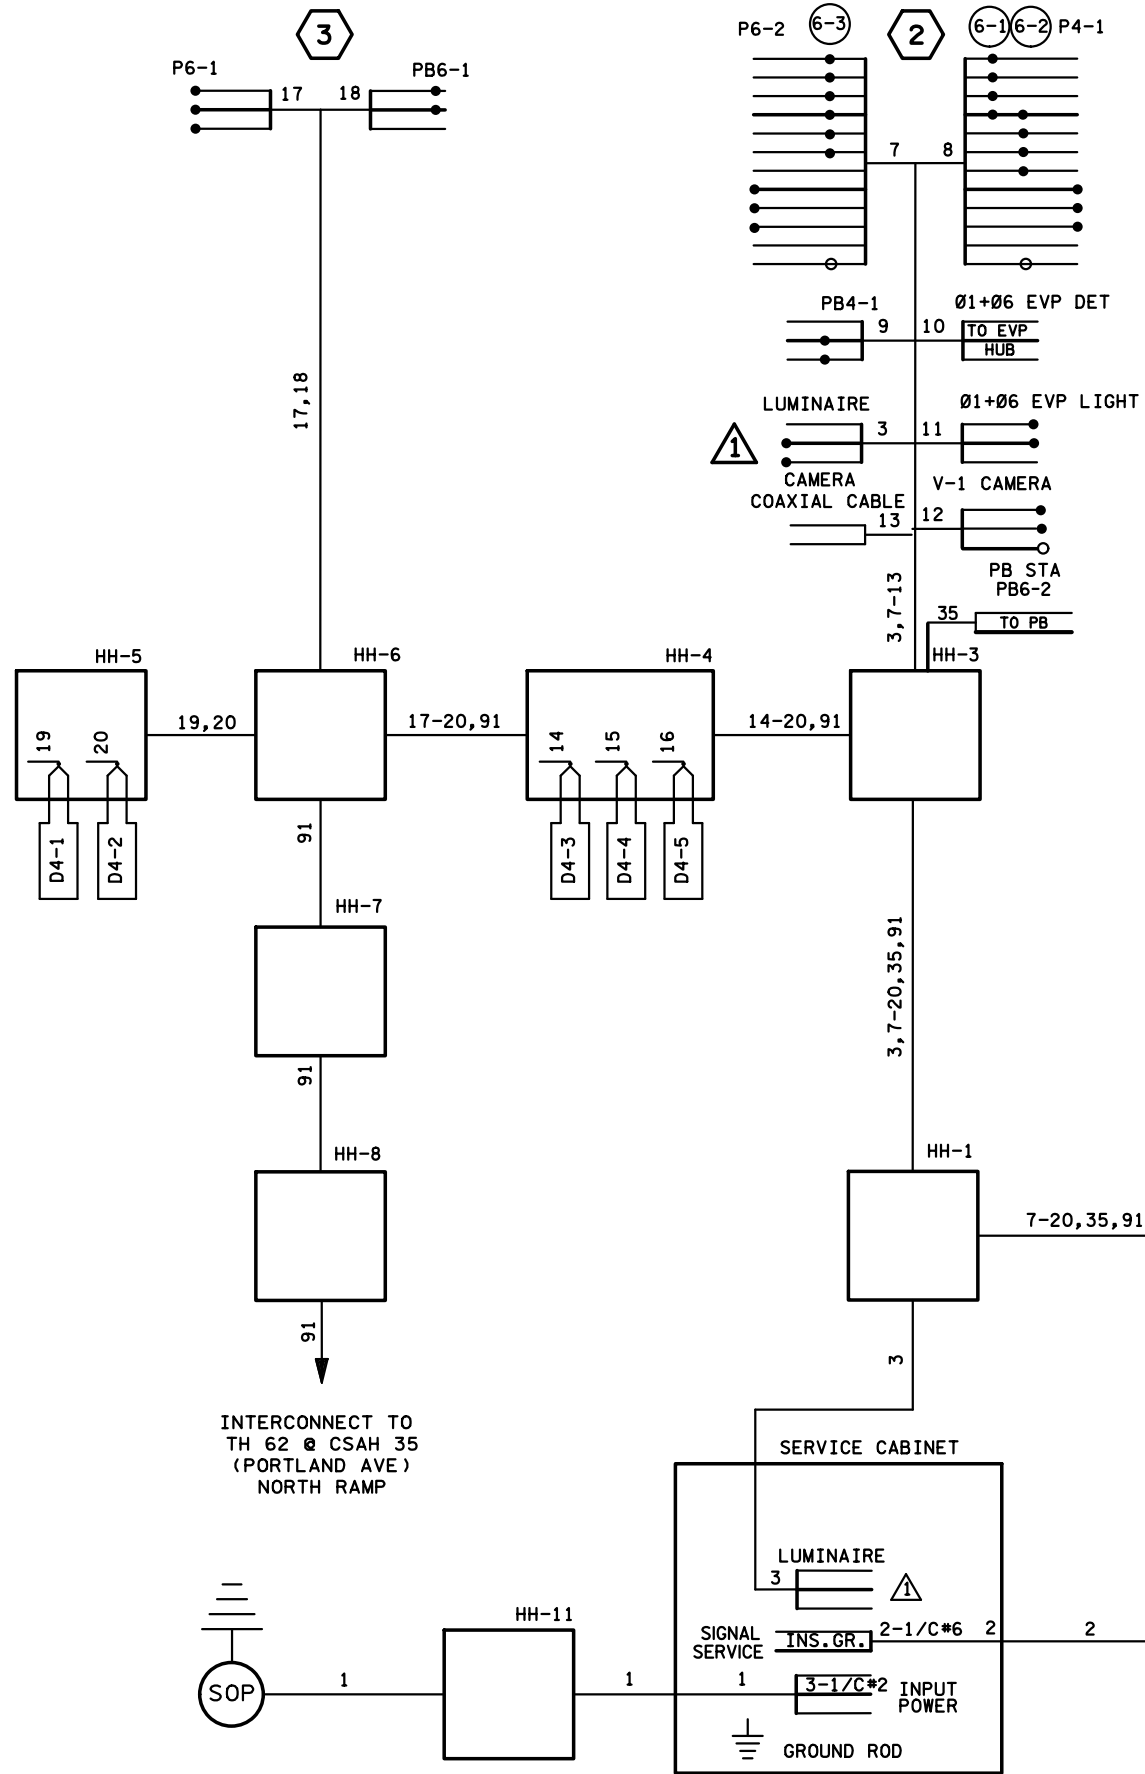 3
P6-1
PB6-1
17
18
17,18
P6-2
6-3
2
6-1
6-2
P4-1
7
8
PB4-1
Ø1+Ø6 EVP DET
9
10
TO EVP
HUB
LUMINAIRE
Ø1+Ø6 EVP LIGHT
1
3
11
CAMERA
COAXIAL CABLE
V-1 CAMERA
13
12
3,7-13
PB STA
PB6-2
35
TO PB
HH-5
HH-6
HH-4
HH-3
19
20
19,20
17-20,91
14
15
16
14-20,91
D4-1
D4-2
91
D4-3
D4-4
D4-5
HH-7
3,7-20,35,91
91
HH-8
HH-1
7-20,35,91
91
3
INTERCONNECT TO
TH 62 @ CSAH 35
(PORTLAND AVE)
NORTH RAMP
SERVICE CABINET
LUMINAIRE
3
1
HH-11
SIGNAL
SERVICE
INS.GR.
2-1/C#6
2
2
SOP
1
1
1
3-1/C#2
INPUT
POWER
GROUND ROD